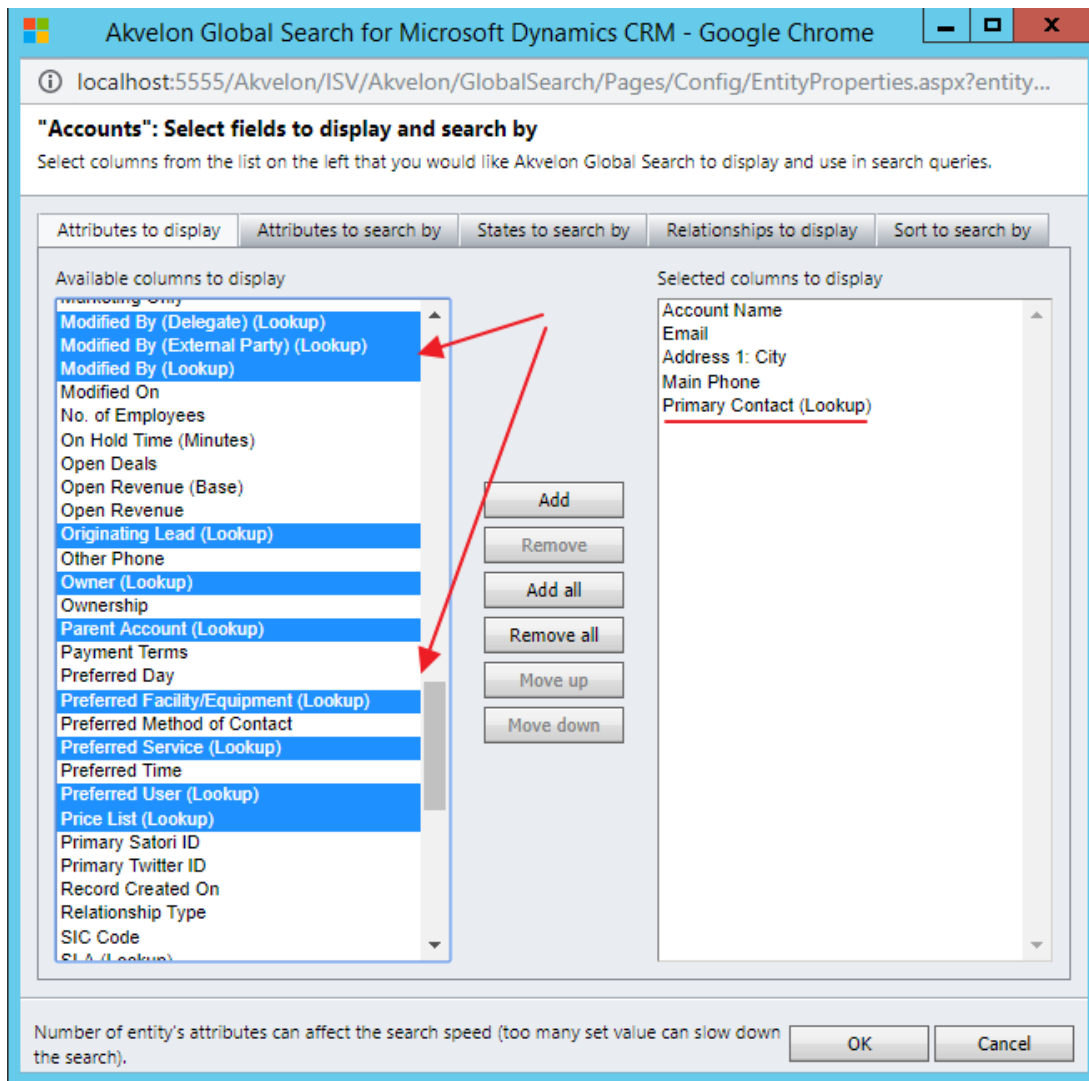 Akvelon Global Search for Microsoft Dynamics CRM - Google Chrome
localhost:5555/Akvelon/ISV/Akvelon/GlobalSearch/Pages/Config/EntityProperties.aspx?entity...
"Accounts": Select fields to display and search by
Select columns from the list on the left that you would like Akvelon Global Search to display and use in search queries.
Attributes to display
Attributes to search by
States to search by
Relationships to display
Sort to search by
Available columns to display
Marketing Only
Modified By (Delegate) (Lookup)
Modified By (External Party) (Lookup)
Modified By (Lookup)
Modified On
No. of Employees
On Hold Time (Minutes)
Open Deals
Open Revenue (Base)
Open Revenue
Originating Lead (Lookup)
Other Phone
Owner (Lookup)
Ownership
Parent Account (Lookup)
Payment Terms
Preferred Day
Preferred Facility/Equipment (Lookup)
Preferred Method of Contact
Preferred Service (Lookup)
Preferred Time
Preferred User (Lookup)
Price List (Lookup)
Primary Satori ID
Primary Twitter ID
Record Created On
Relationship Type
SIC Code
SLA (Lookup)
Add
Remove
Add all
Remove all
Move up
Move down
Selected columns to display
Account Name
Email
Address 1: City
Main Phone
Primary Contact (Lookup)
Number of entity's attributes can affect the search speed (too many set value can slow down
the search).
OK
Cancel